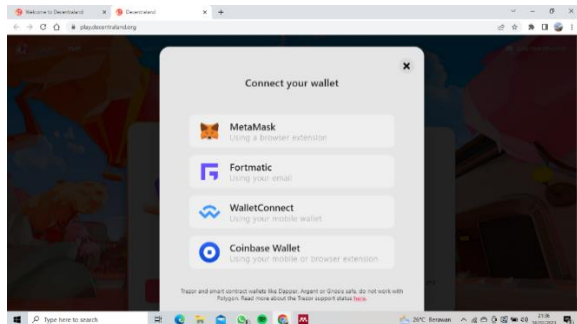 Welcome to Decentraland
Decentraland
play.decentraland.org
Connect your wallet
MetaMask
Using a browser extension
Fortmatic
Using your email
WalletConnect
Using your mobile wallet
Coinbase Wallet
Using your mobile or browser extension
Trezor and smart contract wallets like Dapper, Argent or Gnosis safe, do not work with
Polygon. Read more about the Trezor support status here.
Type here to search
26°C Berawan
21:36